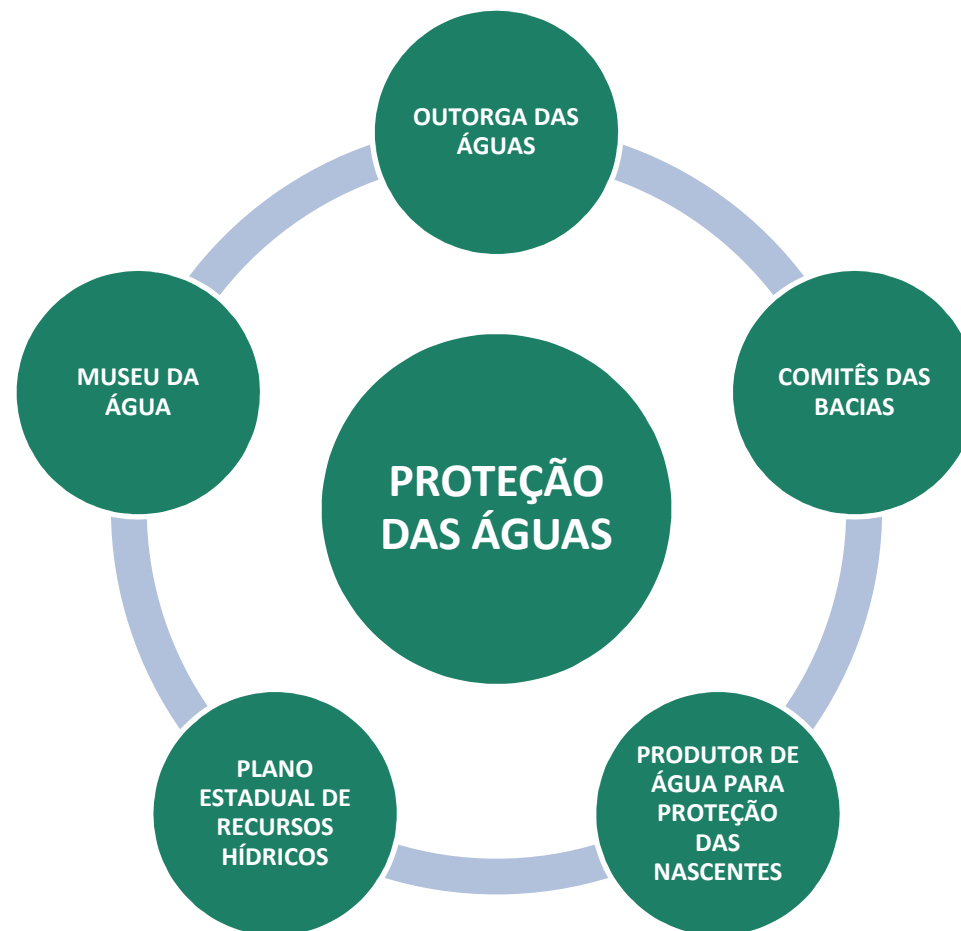 OUTORGA DAS
ÁGUAS
MUSEU DA
ÁGUA
COMITÊS DAS
BACIAS
PROTEÇÃO
DAS ÁGUAS
PLANO
ESTADUAL DE
RECURSOS
HÍDRICOS
PRODUTOR DE
ÁGUA PARA
PROTEÇÃO
DAS
NASCENTES